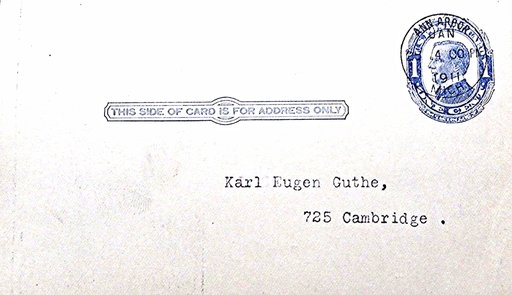 ANN ARBOR
JAN
4 00 P
1911
MICH.
1 1
THIS SIDE OF CARD IS FOR ADDRESS ONLY
Karl Eugen Guthe,
725 Cambridge .